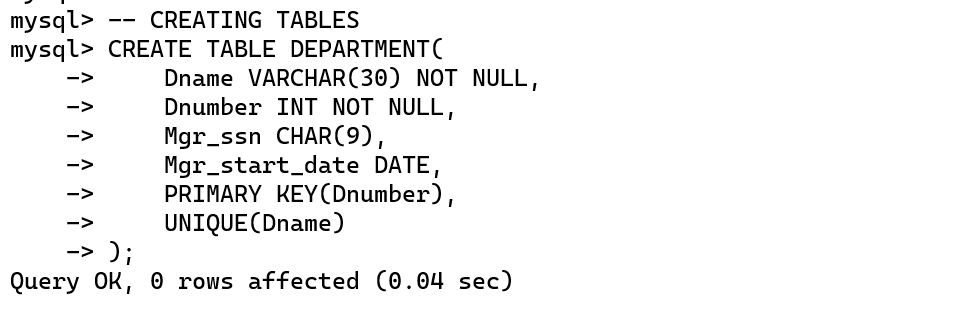 mysql> -- CREATING TABLES
mysql> CREATE TABLE DEPARTMENT(
    ->     Dname VARCHAR(30) NOT NULL,
    ->     Dnumber INT NOT NULL,
    ->     Mgr_ssn CHAR(9),
    ->     Mgr_start_date DATE,
    ->     PRIMARY KEY(Dnumber),
    ->     UNIQUE(Dname)
    -> );
Query OK, 0 rows affected (0.04 sec)